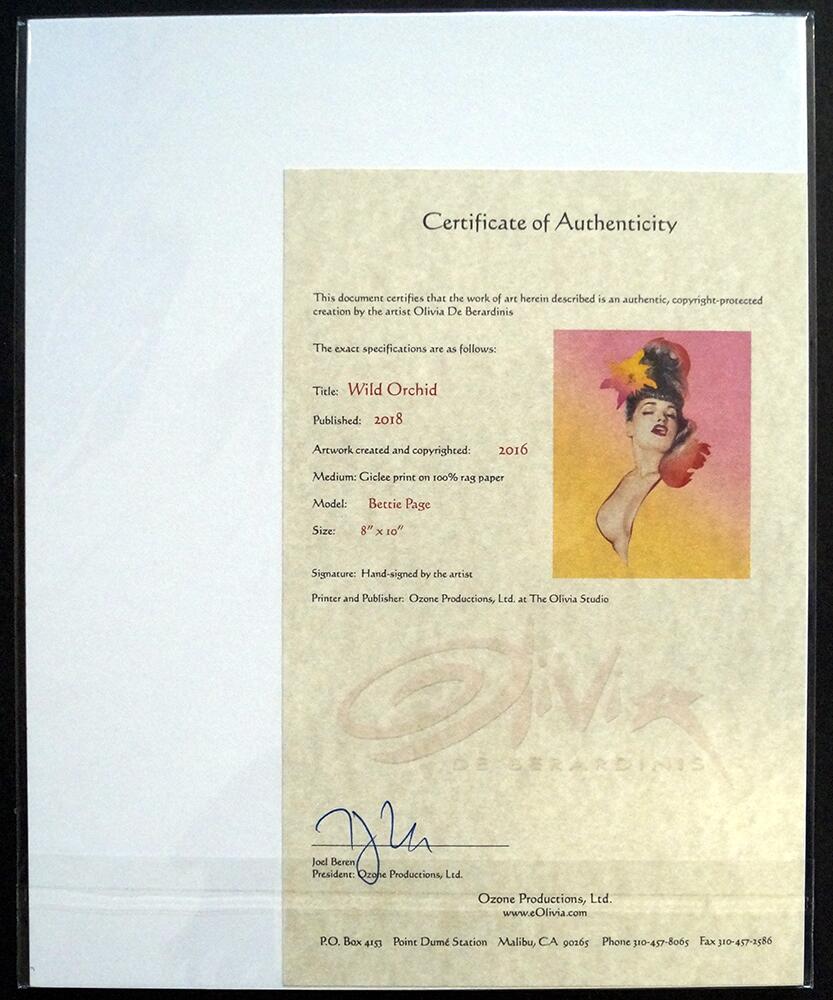 Certificate of Authenticity
This document certifies that the work of art herein described is an authentic, copyright-protected
creation by the artist Olivia De Berardinis
The exact specifications are as follows:
Title: Wild Orchid
Published: 2018
Artwork created and copyrighted: 2016
Medium: Giclee print on 100% rag paper
Model: Bettie Page
Size: 8" x 10"
Signature: Hand-signed by the artist
Printer and Publisher: Ozone Productions, Ltd. at The Olivia Studio
Olivia
DE BERARDINIS
Joel Beren
President: Ozone Productions, Ltd.
Ozone Productions, Ltd.
www.eOlivia.com
P.O. Box 4153 Point Dumé Station Malibu, CA 90265 Phone 310-457-8065 Fax 310-457-2586